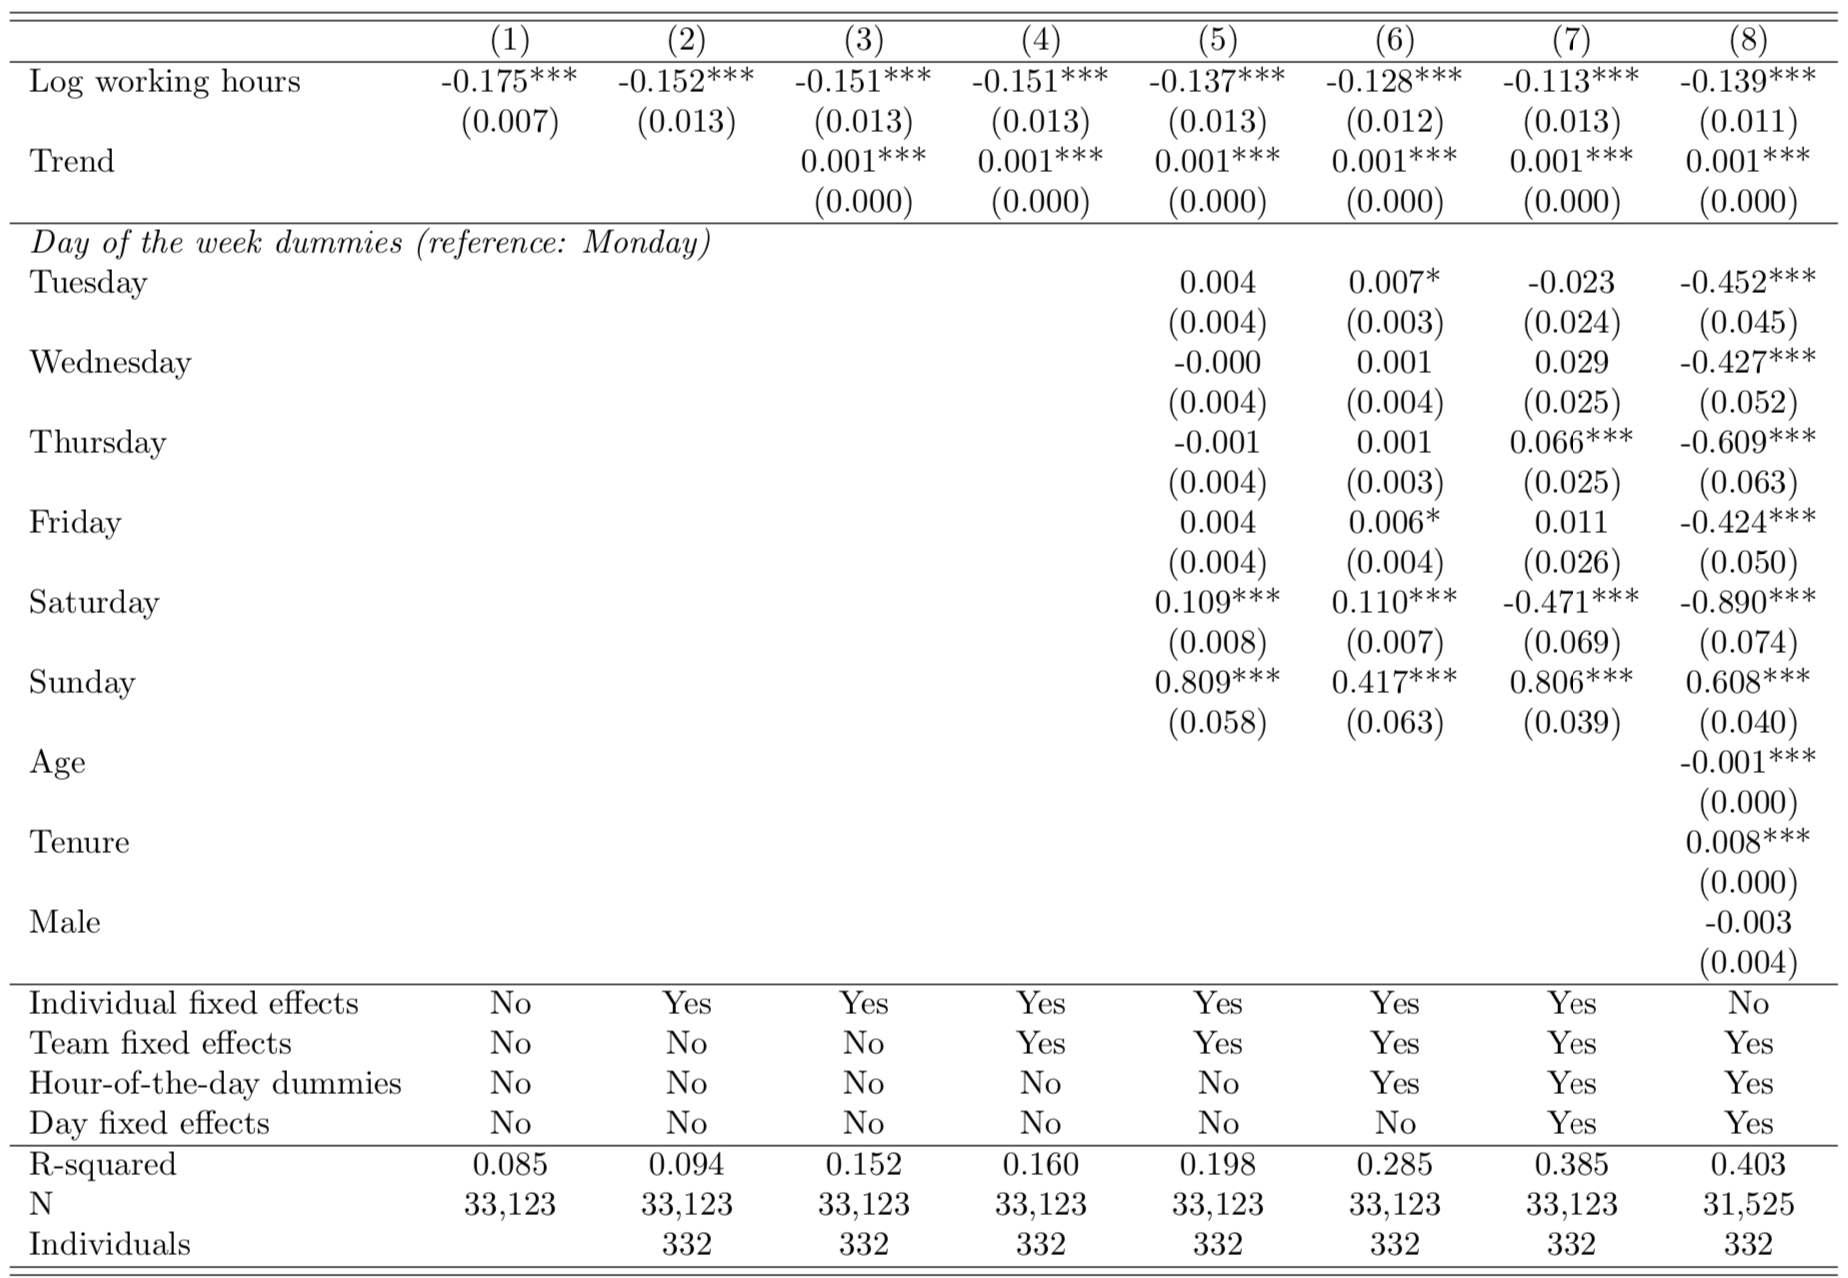 (1) (2) (3) (4) (5) (6) (7) (8)
Log working hours -0.175*** -0.152*** -0.151*** -0.151*** -0.137*** -0.128*** -0.113*** -0.139***
(0.007) (0.013) (0.013) (0.013) (0.013) (0.012) (0.013) (0.011)
Trend 0.001*** 0.001*** 0.001*** 0.001*** 0.001*** 0.001***
(0.000) (0.000) (0.000) (0.000) (0.000) (0.000)
Day of the week dummies (reference: Monday)
Tuesday 0.004 0.007* -0.023 -0.452***
(0.004) (0.003) (0.024) (0.045)
Wednesday -0.000 0.001 0.029 -0.427***
(0.004) (0.004) (0.025) (0.052)
Thursday -0.001 0.001 0.066*** -0.609***
(0.004) (0.003) (0.025) (0.063)
Friday 0.004 0.006* 0.011 -0.424***
(0.004) (0.004) (0.026) (0.050)
Saturday 0.109*** 0.110*** -0.471*** -0.890***
(0.008) (0.007) (0.069) (0.074)
Sunday 0.809*** 0.417*** 0.806*** 0.608***
(0.058) (0.063) (0.039) (0.040)
Age -0.001***
(0.000)
Tenure 0.008***
(0.000)
Male -0.003
(0.004)
Individual fixed effects No Yes Yes Yes Yes Yes Yes No
Team fixed effects No No No Yes Yes Yes Yes Yes
Hour-of-the-day dummies No No No No No Yes Yes Yes
Day fixed effects No No No No No No Yes Yes
R-squared 0.085 0.094 0.152 0.160 0.198 0.285 0.385 0.403
N 33,123 33,123 33,123 33,123 33,123 33,123 33,123 31,525
Individuals 332 332 332 332 332 332 332